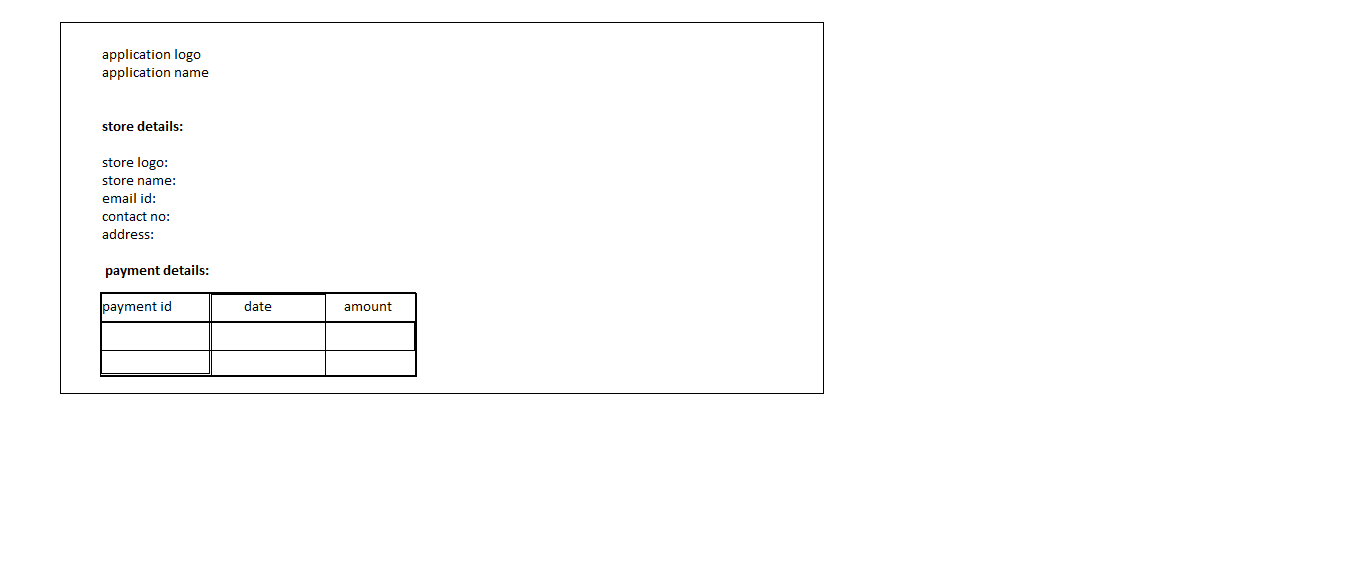 application logo
application name
store details:
store logo:
store name:
email id:
contact no:
address:
payment details:
payment id date amount